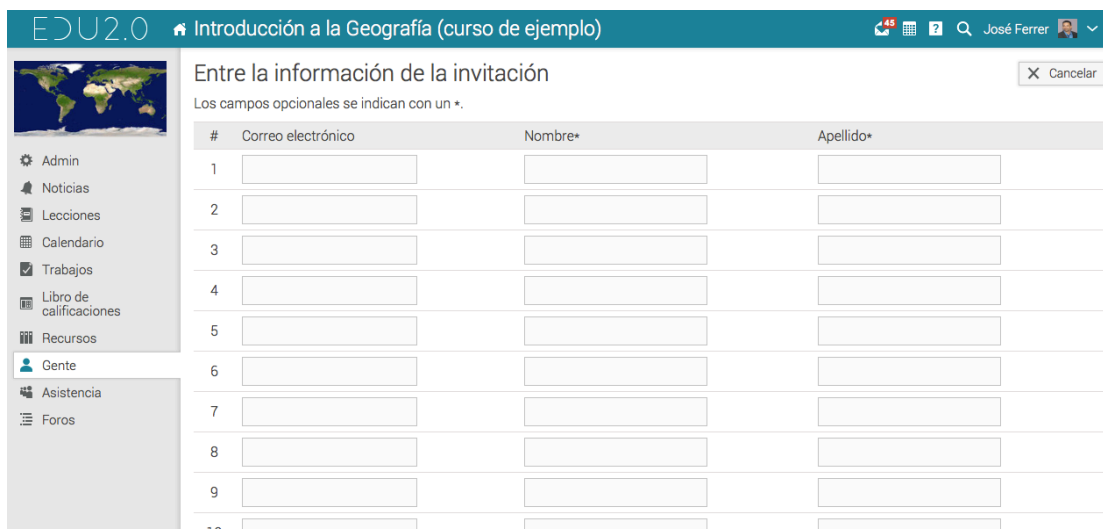 EDU2.0 Introducción a la Geografía (curso de ejemplo) 45 ? José Ferrer
Entre la información de la invitación
Cancelar
Los campos opcionales se indican con un *.
# Correo electrónico Nombre* Apellido*
Admin
Noticias
Lecciones
Calendario
Trabajos
Libro de
calificaciones
Recursos
Gente
Asistencia
Foros
1
2
3
4
5
6
7
8
9